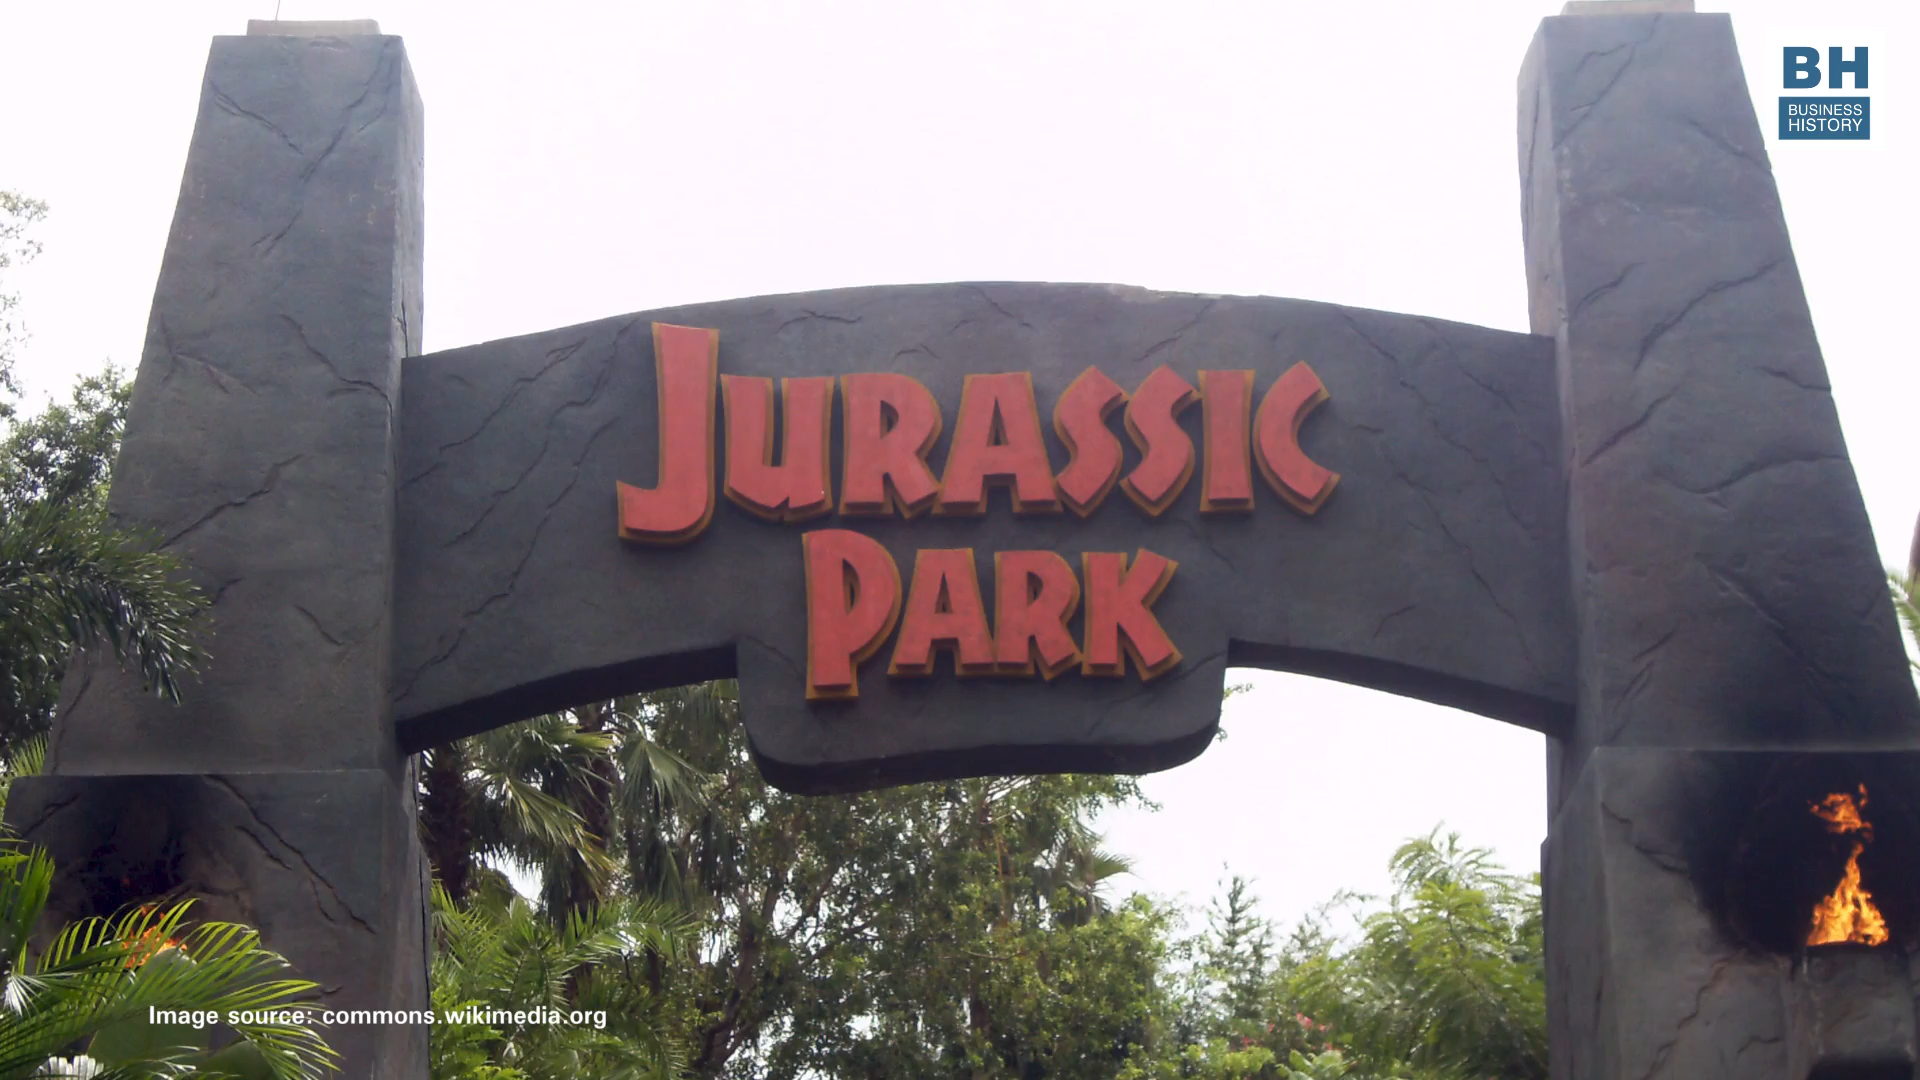 BH
BUSINESS
HISTORY
JURASSIC
PARK
Image source: commons.wikimedia.org